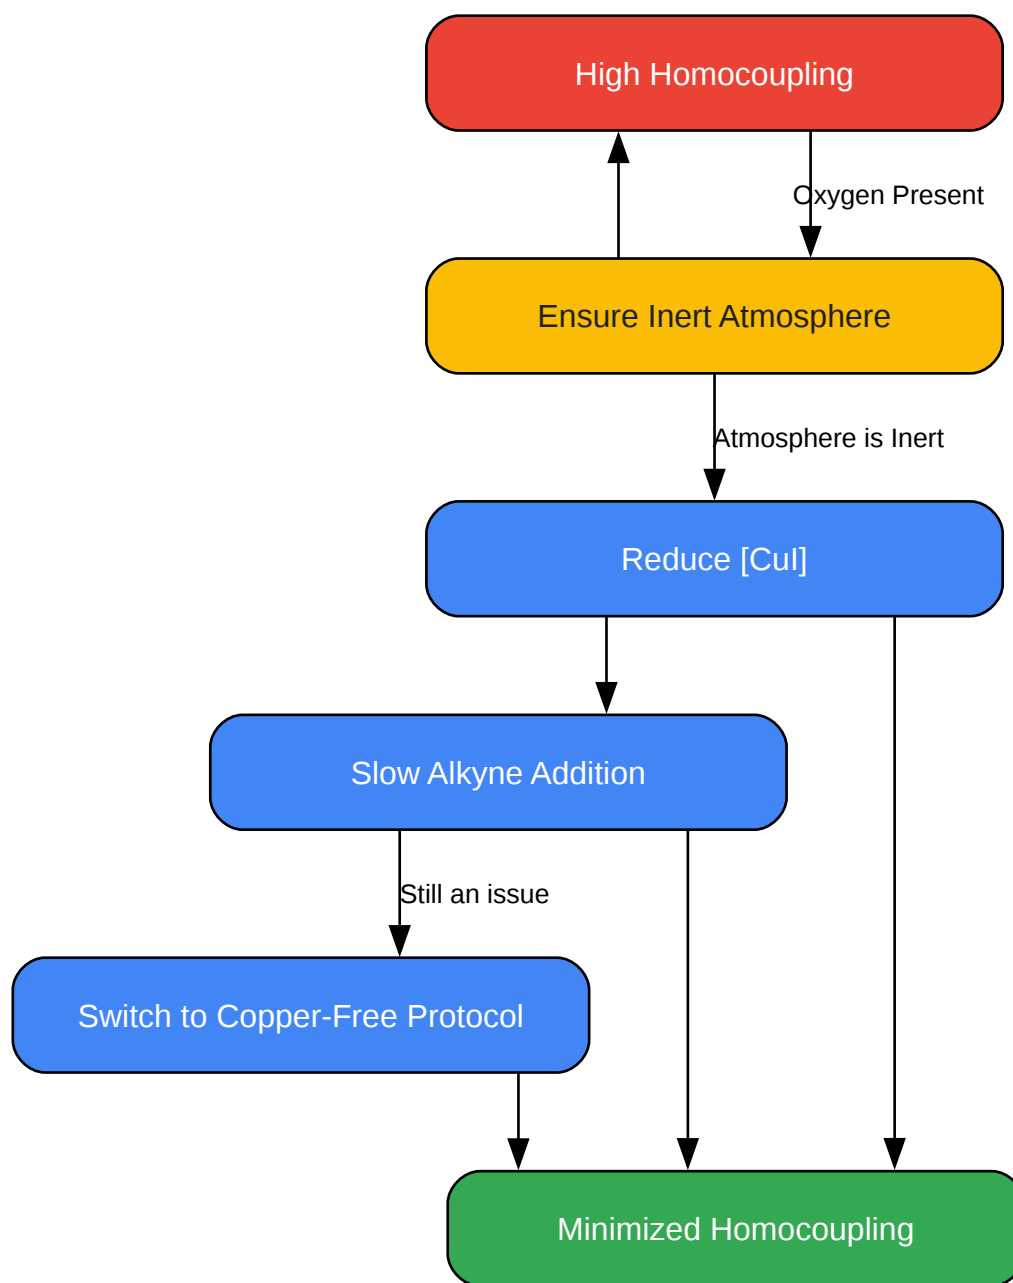 High Homocoupling
Oxygen Present
Ensure Inert Atmosphere
Atmosphere is Inert
Reduce [CuI]
Slow Alkyne Addition
Still an issue
Switch to Copper-Free Protocol
Minimized Homocoupling